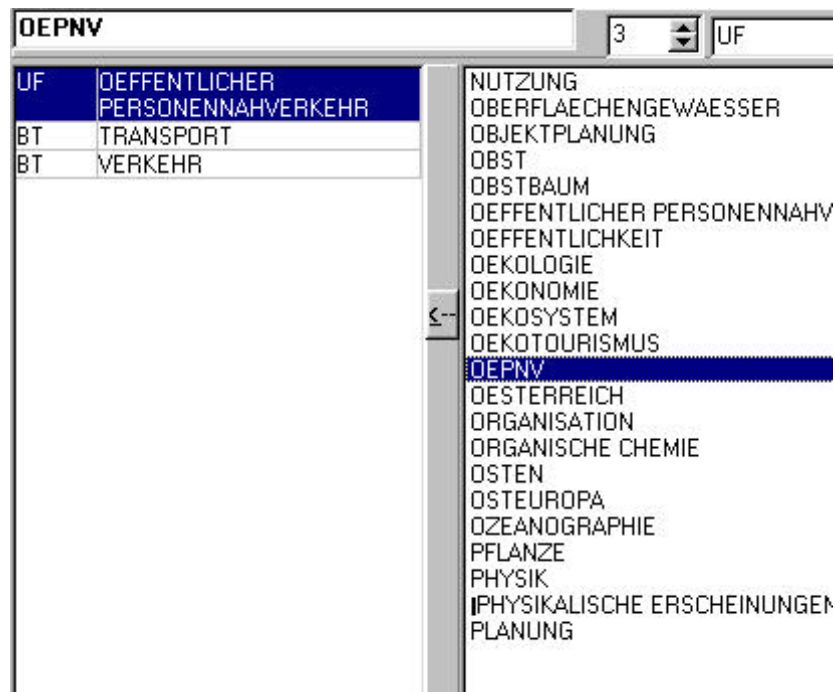 OEPNV
3
UF
UF OEFFENTLICHER
PERSONENNAHVERKEHR
BT TRANSPORT
BT VERKEHR
<--
NUTZUNG
OBERFLAECHENGEWAESSER
OBJEKTPLANUNG
OBST
OBSTBAUM
OEFFENTLICHER PERSONENNAHV
OEFFENTLICHKEIT
OEKOLOGIE
OEKONOMIE
OEKOSYSTEM
OEKOTOURISMUS
OEPNV
OESTERREICH
ORGANISATION
ORGANISCHE CHEMIE
OSTEN
OSTEUROPA
OZEANOGRAPHIE
PFLANZE
PHYSIK
PHYSIKALISCHE ERSCHEINUNGEN
PLANUNG